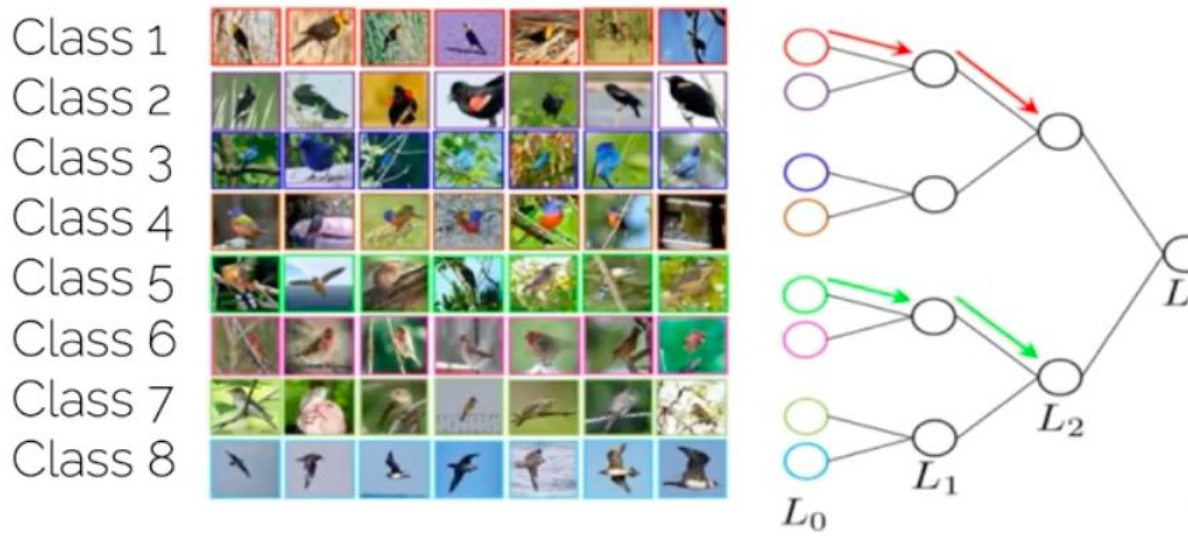 Class 1
Class 2
Class 3
Class 4
Class 5
Class 6
Class 7
Class 8
L₀
L₁
L₂
L